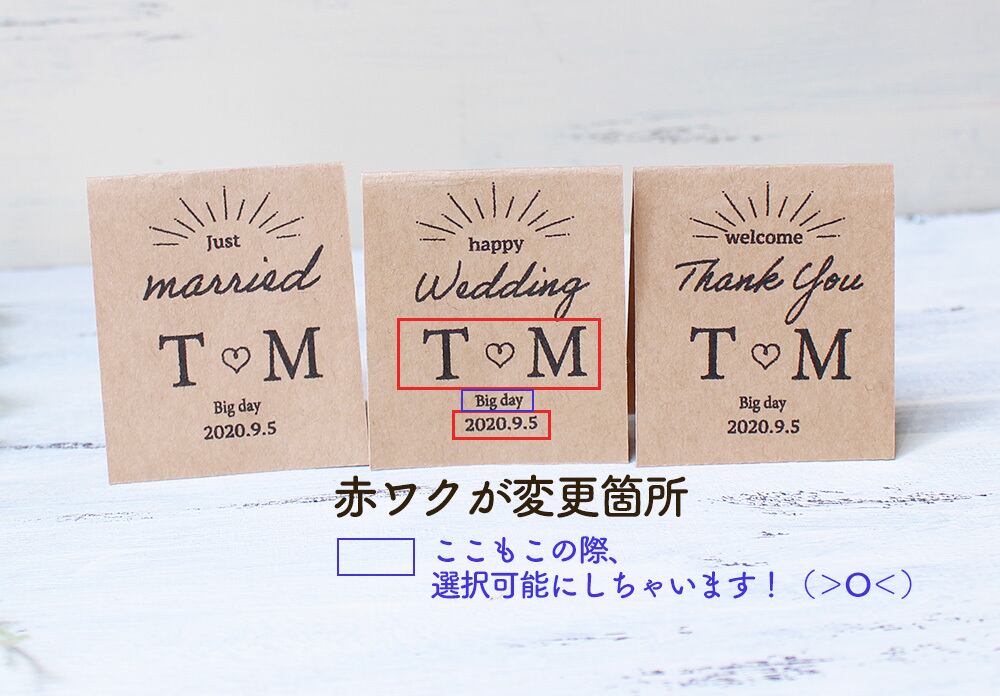 Just
married
T ♡ M
Big day
2020.9.5
happy
Wedding
T ♡ M
Big day
2020.9.5
welcome
Thank You
T ♡ M
Big day
2020.9.5
赤ワクが変更箇所
ここもこの際、
選択可能にしちゃいます！（＞〇＜）